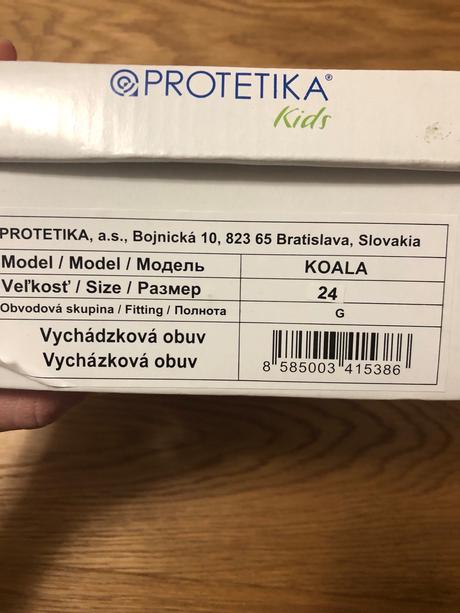 PROTETIKA®
Kids
PROTETIKA, a.s., Bojnická 10, 823 65 Bratislava, Slovakia
Model / Model / Модель KOALA
Veľkosť / Size / Размер 24
Obvodová skupina / Fitting / Полнота G
Vychádzková obuv
Vycházková obuv
8 585003 415386